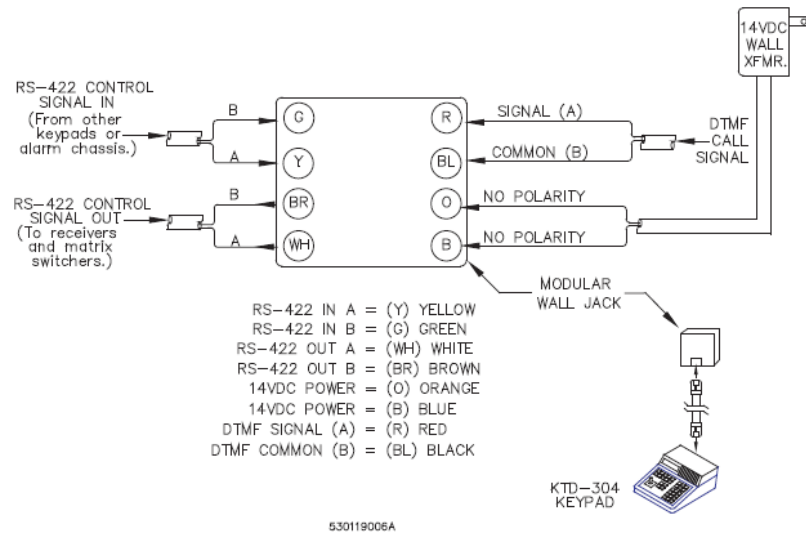 14VDC
WALL
XFMR.
RS-422 CONTROL
SIGNAL IN
(From other
keypads or
alarm chassis.)
B
A
G
Y
BR
WH
R
BL
O
B
SIGNAL (A)
COMMON (B)
DTMF
CALL
SIGNAL
RS-422 CONTROL
SIGNAL OUT
(To receivers
and matrix
switchers.)
B
A
NO POLARITY
NO POLARITY
MODULAR
WALL JACK
RS-422 IN A = (Y) YELLOW
RS-422 IN B = (G) GREEN
RS-422 OUT A = (WH) WHITE
RS-422 OUT B = (BR) BROWN
14VDC POWER = (O) ORANGE
14VDC POWER = (B) BLUE
DTMF SIGNAL (A) = (R) RED
DTMF COMMON (B) = (BL) BLACK
KTD-304
KEYPAD
530119006A